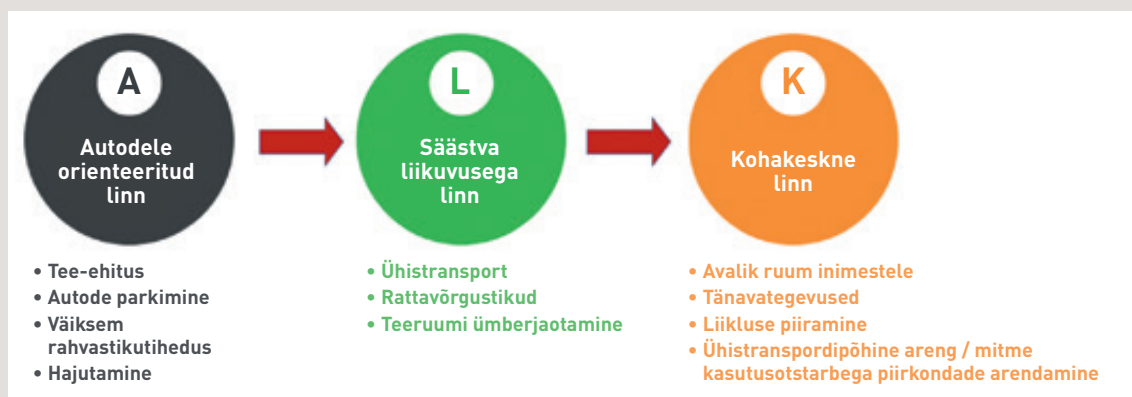 A
Autodele
orienteeritud
linn
• Tee-ehitus
• Autode parkimine
• Väiksem
rahvastikutihedus
• Hajutamine
L
Säästva
liikuvusega
linn
• Ühistransport
• Rattavõrgustikud
• Teeruumi ümberjaotamine
K
Kohakeskne
linn
• Avalik ruum inimestele
• Tänavategevused
• Liikluse piiramine
• Ühistranspordipõhine areng / mitme
kasutusotstarbega piirkondade arendamine